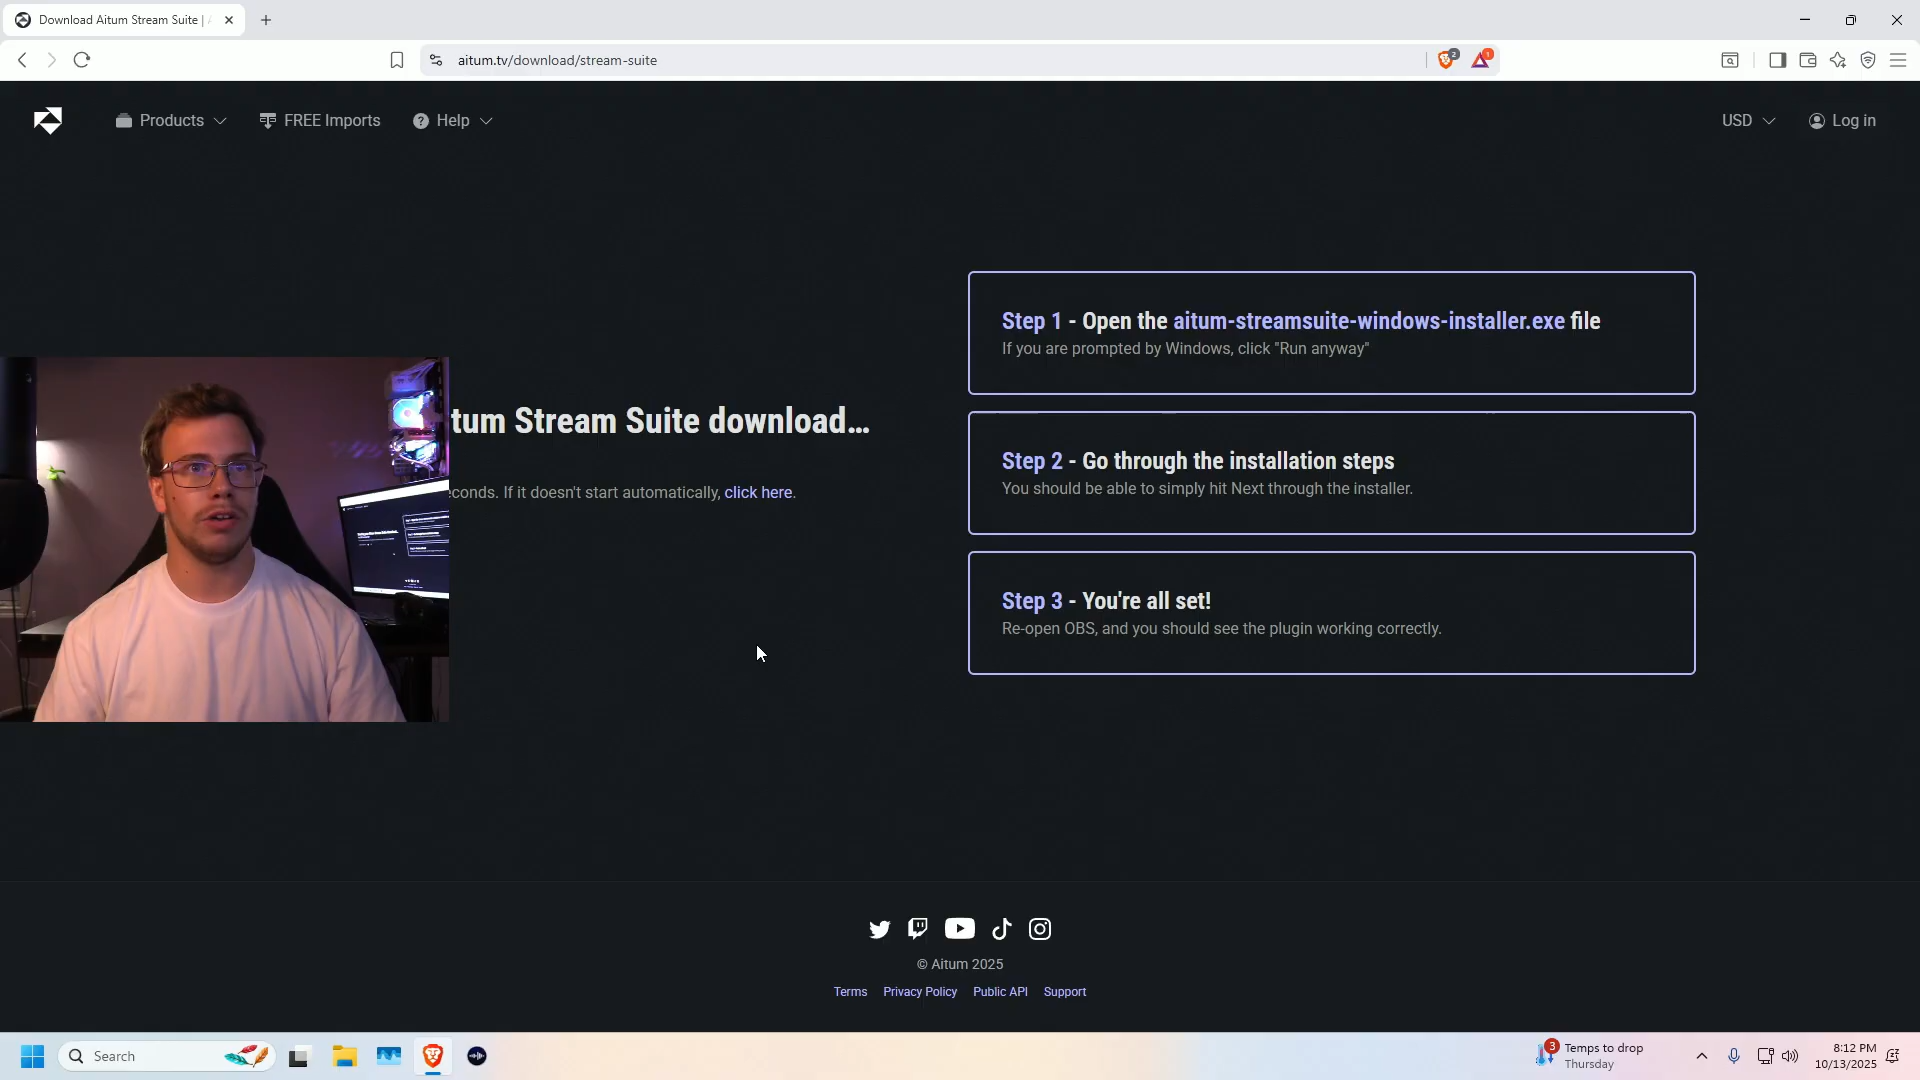 Download Aitum Stream Suite |
aitum.tv/download/stream-suite
2
1
Products
FREE Imports
Help
USD
Log in
Step 1 - Open the aitum-streamsuite-windows-installer.exe file
If you are prompted by Windows, click "Run anyway"
tum Stream Suite download...
econds. If it doesn't start automatically, click here.
Step 2 - Go through the installation steps
You should be able to simply hit Next through the installer.
Step 3 - You're all set!
Re-open OBS, and you should see the plugin working correctly.
© Aitum 2025
Terms
Privacy Policy
Public API
Support
Search
3
Temps to drop
Thursday
8:12 PM
10/13/2025